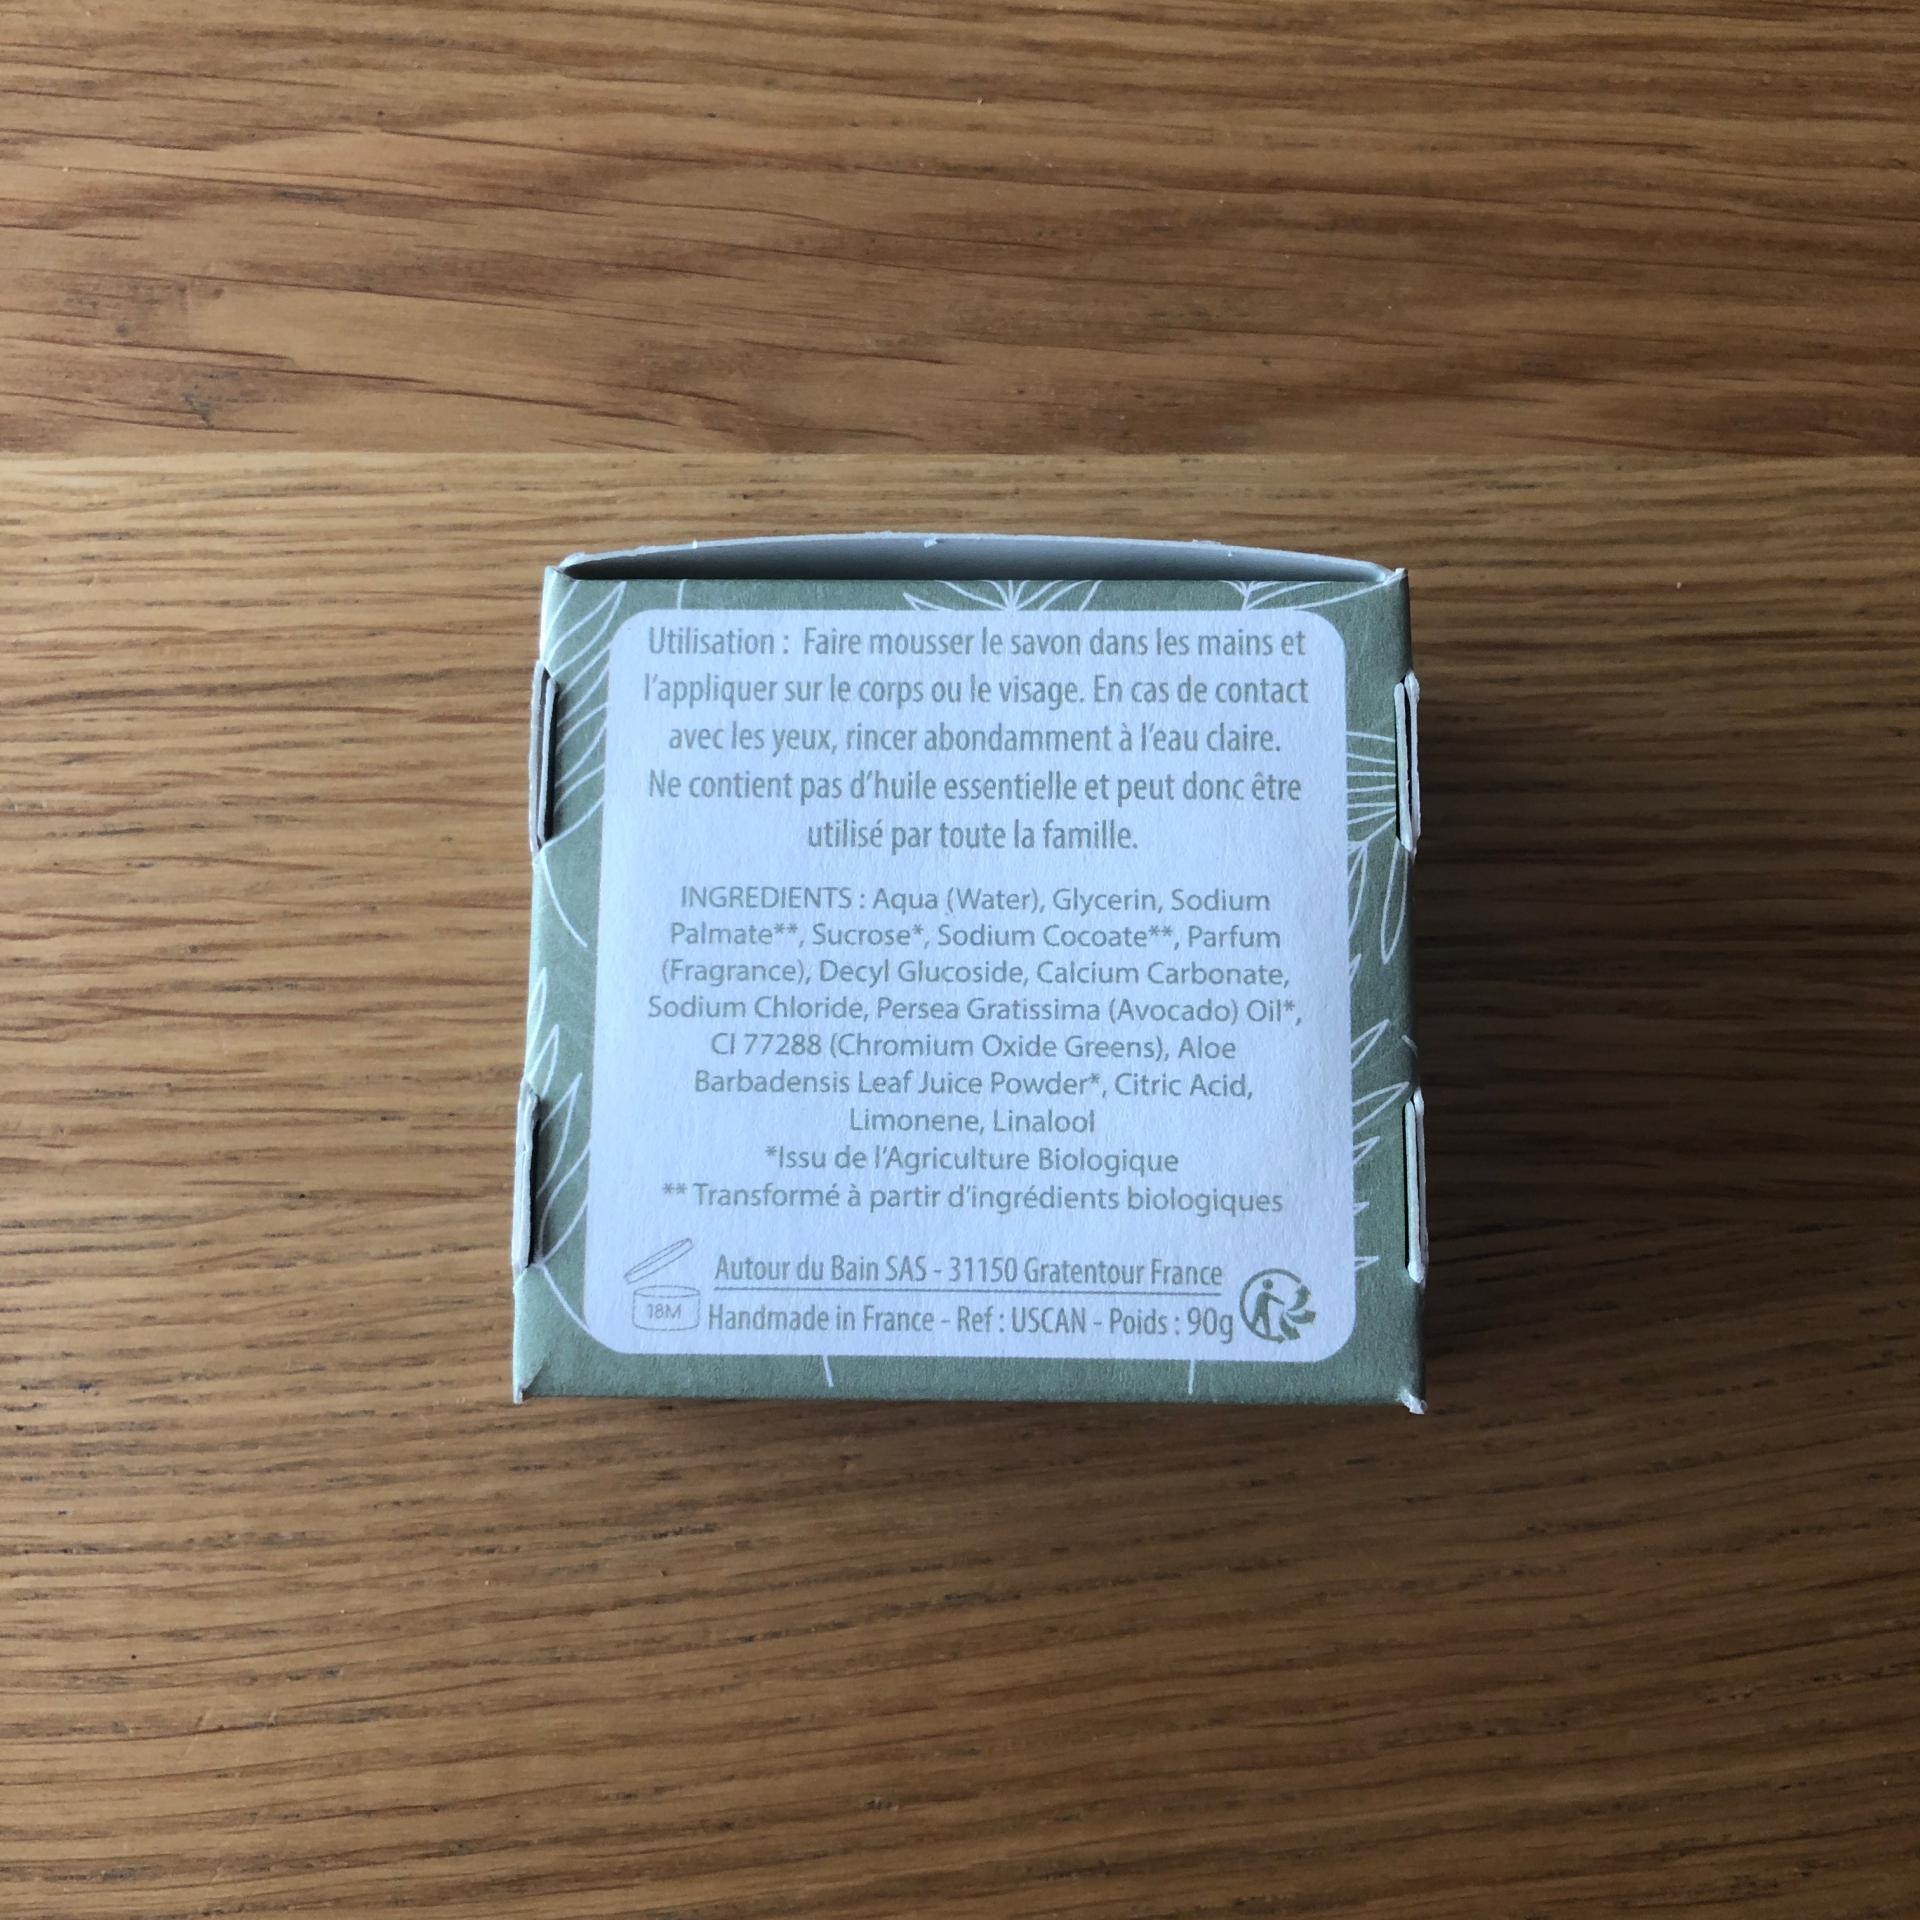 Utilisation : Faire mousser le savon dans les mains et
l'appliquer sur le corps ou le visage. En cas de contact
avec les yeux, rincer abondamment à l'eau claire.
Ne contient pas d'huile essentielle et peut donc être
utilisé par toute la famille.
INGREDIENTS : Aqua (Water), Glycerin, Sodium
Palmate**, Sucrose*, Sodium Cocoate**, Parfum
(Fragrance), Decyl Glucoside, Calcium Carbonate,
Sodium Chloride, Persea Gratissima (Avocado) Oil*,
CI 77288 (Chromium Oxide Greens), Aloe
Barbadensis Leaf Juice Powder*, Citric Acid,
Limonene, Linalool
*Issu de l'Agriculture Biologique
** Transformé à partir d'ingrédients biologiques
Autour du Bain SAS - 31150 Gratentour France
18M
Handmade in France - Ref : USCAN - Poids : 90g